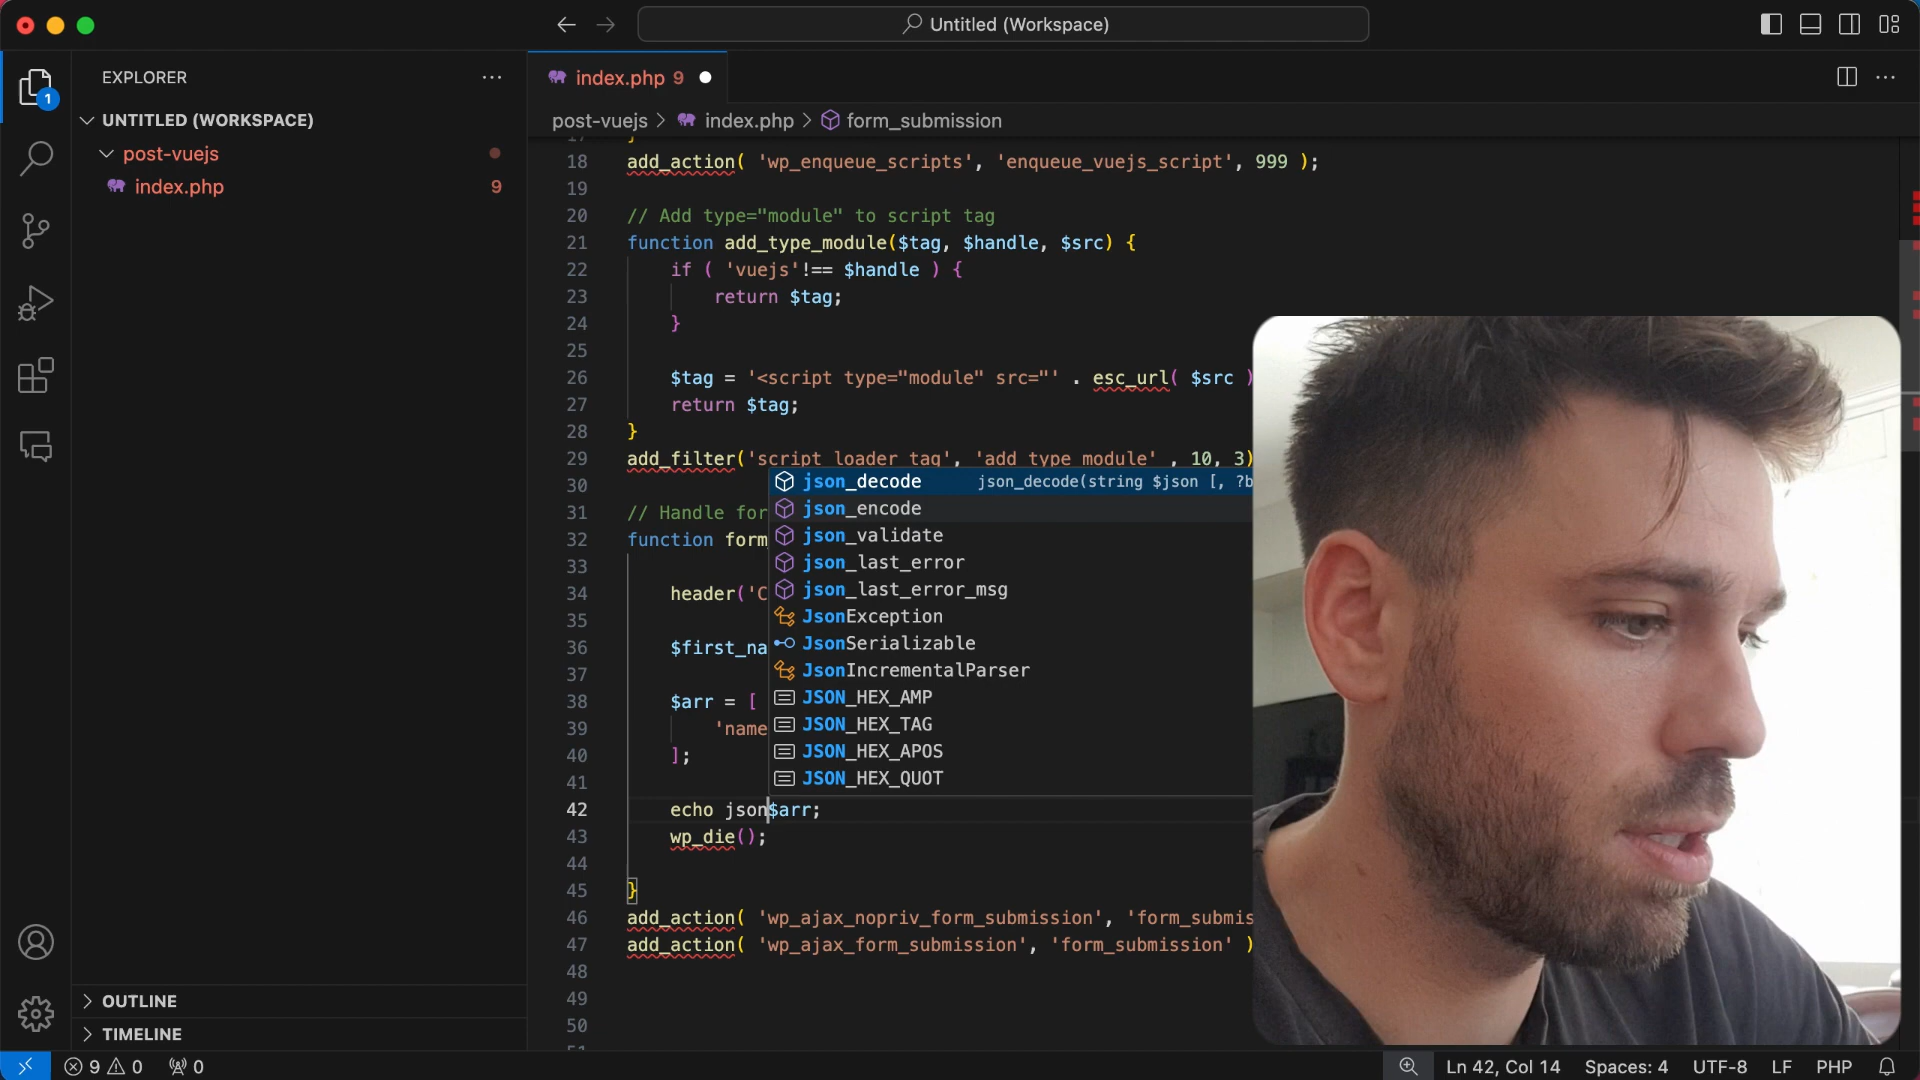 Untitled (Workspace)
EXPLORER
1
UNTITLED (WORKSPACE)
post-vuejs
index.php 9
index.php 9
post-vuejs > index.php > form_submission
18 add_action( 'wp_enqueue_scripts', 'enqueue_vuejs_script', 999 );
19
20 // Add type="module" to script tag
21 function add_type_module($tag, $handle, $src) {
22 if ( 'vuejs'!== $handle ) {
23 return $tag;
24 }
25
26 $tag = '<script type="module" src="' . esc_url( $src )
27 return $tag;
28 }
29 add_filter('script_loader_tag', 'add_type_module' , 10, 3)
30
31 // Handle for
32 function form
33
34 header('C
35
36 $first_na
37
38 $arr = [
39 'name
40 ];
41
42 echo json$arr;
43 wp_die();
44
45 }
46 add_action( 'wp_ajax_nopriv_form_submission', 'form_submis
47 add_action( 'wp_ajax_form_submission', 'form_submission' )
48
49
50
json_decode json_decode(string $json [, ?b
json_encode
json_validate
json_last_error
json_last_error_msg
JsonException
JsonSerializable
JsonIncrementalParser
JSON_HEX_AMP
JSON_HEX_TAG
JSON_HEX_APOS
JSON_HEX_QUOT
OUTLINE
TIMELINE
9 0 0
Ln 42, Col 14 Spaces: 4 UTF-8 LF PHP